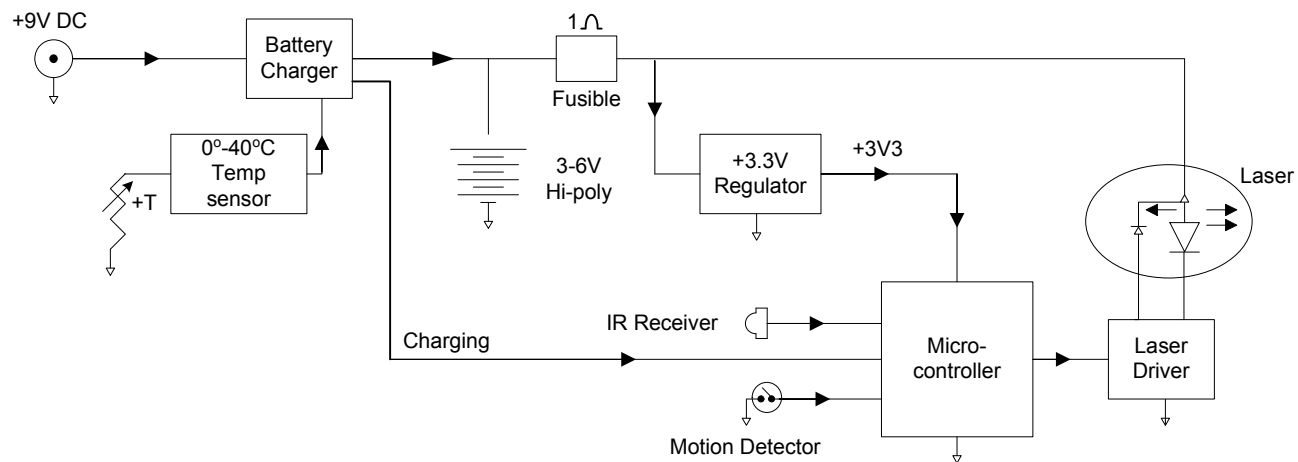 +9V DC
Battery
Charger
1Ω
Fusible
0º-40ºC
Temp
sensor
+T
3-6V
Hi-poly
+3.3V
Regulator
+3V3
Laser
IR Receiver
Charging
Micro-
controller
Laser
Driver
Motion Detector